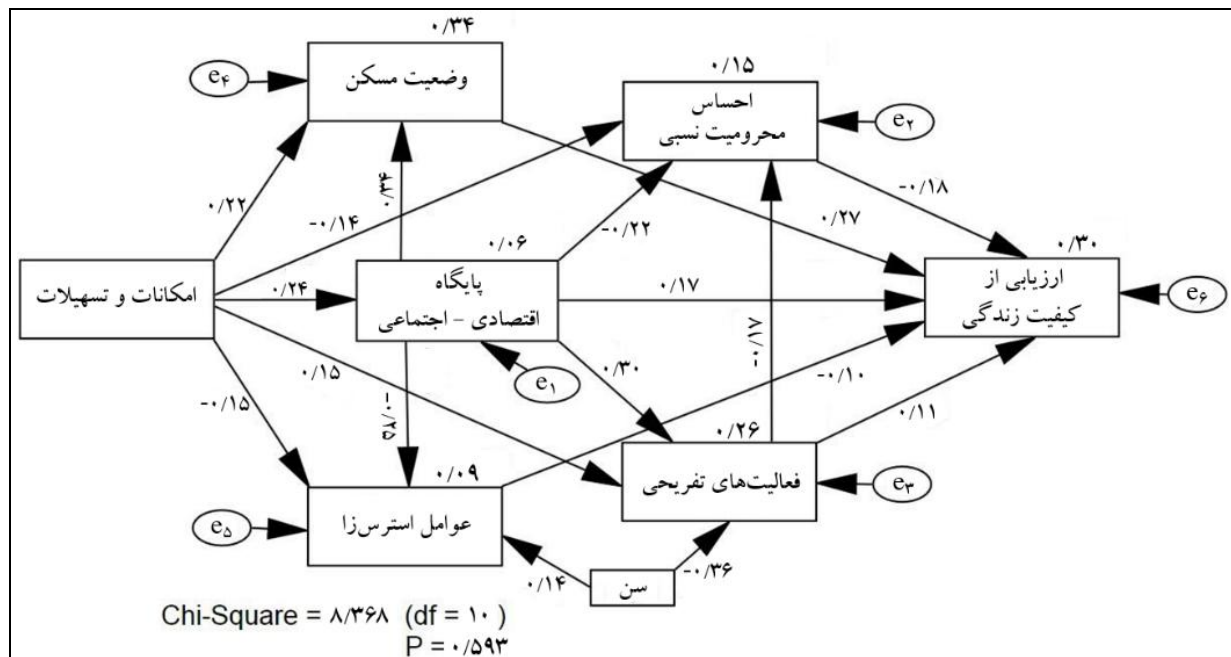 ۰/۳۴
وضعیت مسکن
e۴
۰/۱۵
احساس
محرومیت نسبی
e۲
۰/۲۲
-۰/۱۴
۰/۳۴
-۰/۲۲
۰/۲۷
-۰/۱۸
امکانات و تسهیلات
۰/۲۴
۰/۰۶
پایگاه
اقتصادی – اجتماعی
e۱
۰/۱۷
۰/۳۰
ارزیابی از
کیفیت زندگی
e۶
-۰/۱۵
۰/۱۵
-۰/۲۵
۰/۳۰
-۰/۱۷
-۰/۱۰
۰/۱۱
۰/۰۹
عوامل استرس‌زا
e۵
۰/۲۶
فعالیت‌های تفریحی
e۳
۰/۱۴
سن
-۰/۳۶
Chi-Square = ۸/۳۶۸ (df = ۱۰ )
P = ۰/۵۹۳